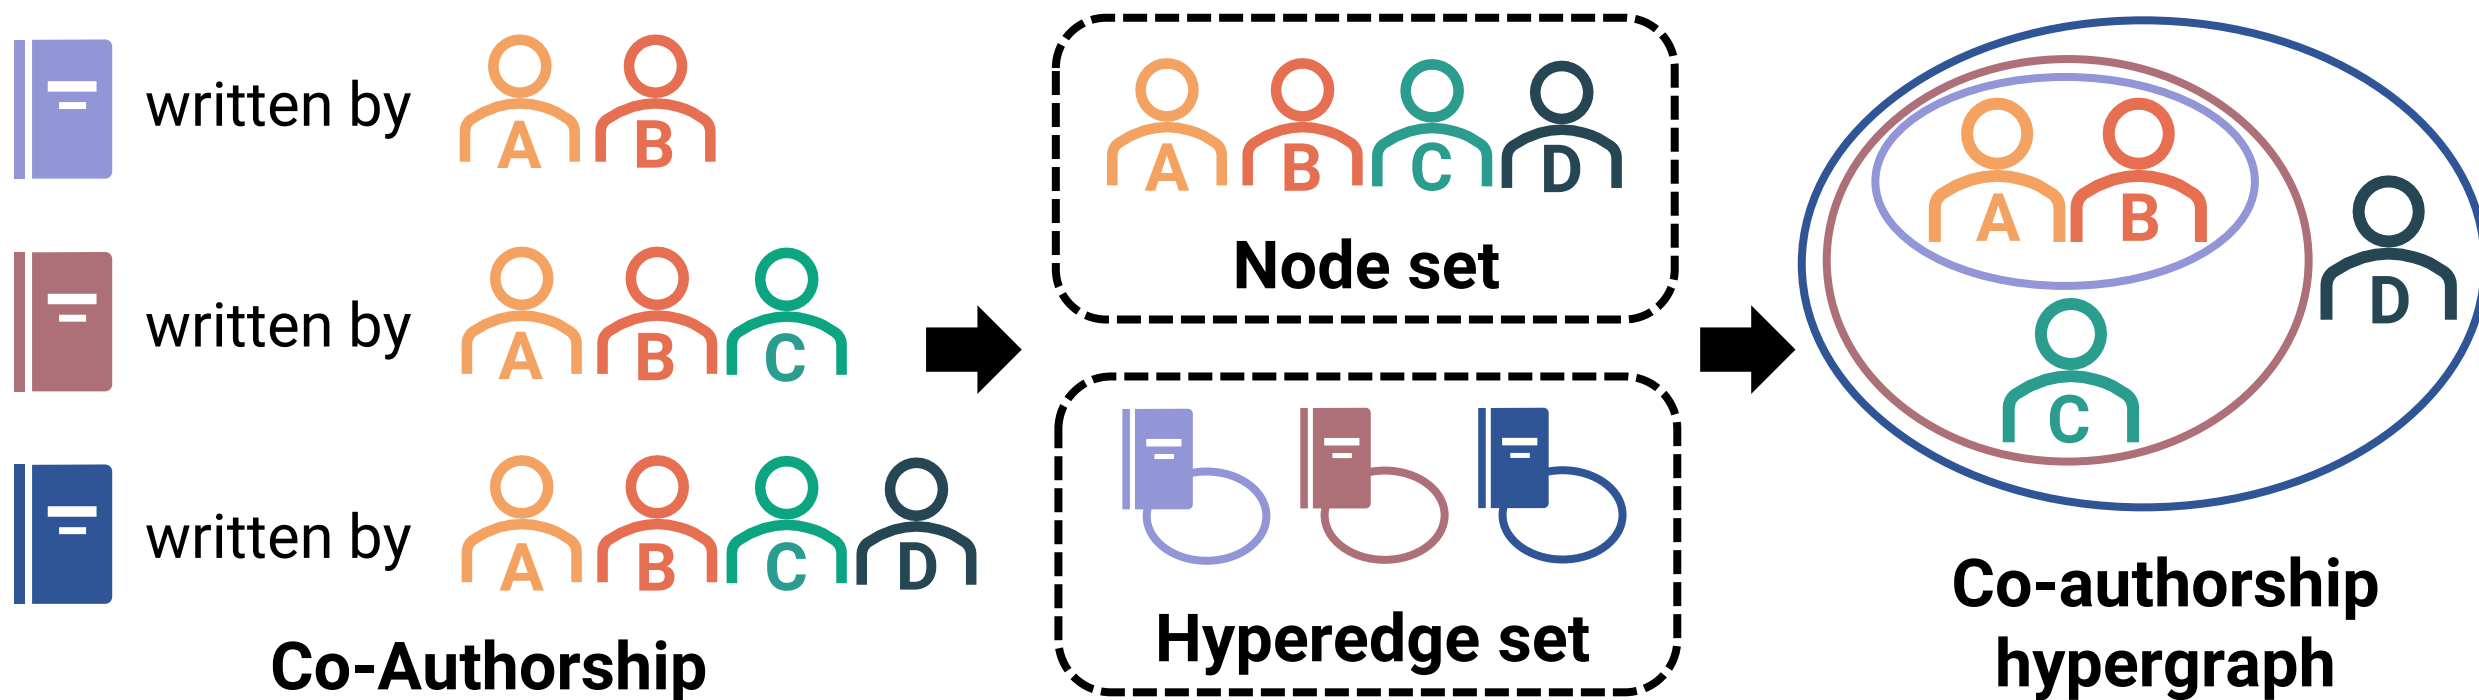 written by A B
written by A B C
written by A B C D
Co-Authorship
A B C D
Node set
Hyperedge set
A B
D
C
Co-authorship
hypergraph